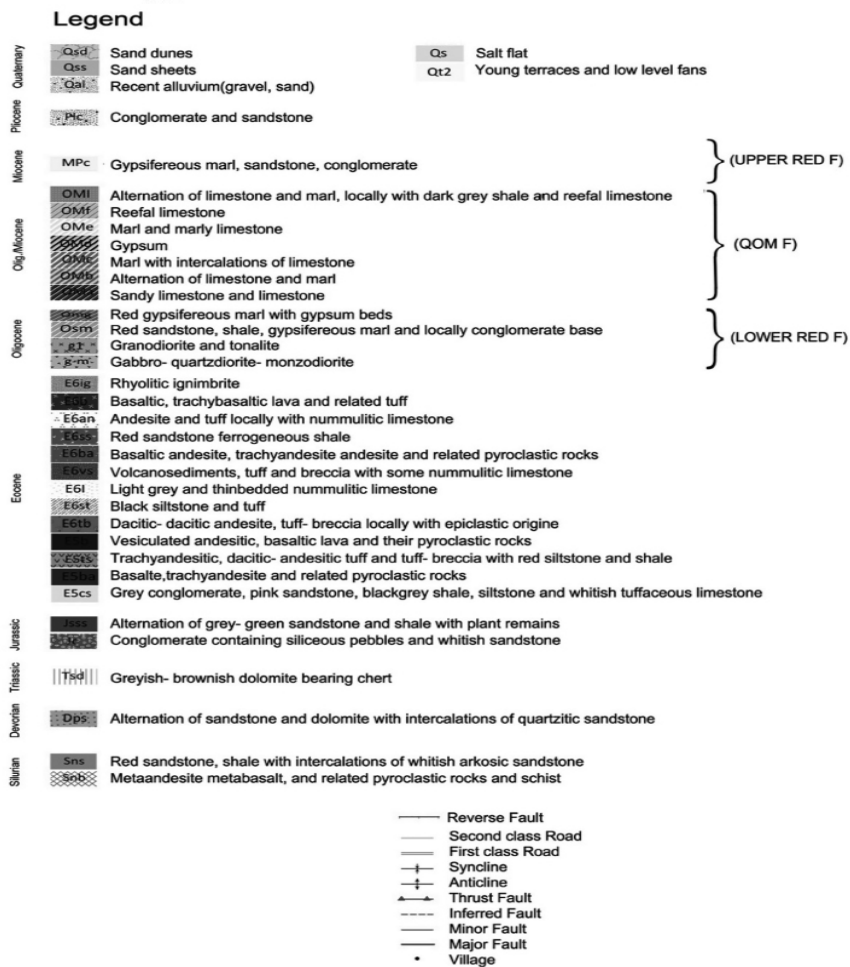 Legend
Quaternary
Qsd Sand dunes
Qss Sand sheets
Qal Recent alluvium(gravel, sand)
Qs Salt flat
Qt2 Young terraces and low level fans
Pliocene
Plc Conglomerate and sandstone
Miocene
MPc Gypsifereous marl, sandstone, conglomerate
(UPPER RED F)
Olig./Miocene
OMl Alternation of limestone and marl, locally with dark grey shale and reefal limestone
OMf Reefal limestone
OMe Marl and marly limestone
OMd Gypsum
OMc Marl with intercalations of limestone
OMb Alternation of limestone and marl
Sandy limestone and limestone
(QOM F)
Oligocene
Omg Red gypsifereous marl with gypsum beds
Osm Red sandstone, shale, gypsifereous marl and locally conglomerate base
g1 Granodiorite and tonalite
g-m Gabbro- quartzdiorite- monzodiorite
(LOWER RED F)
Eocene
E6ig Rhyolitic ignimbrite
Basaltic, trachybasaltic lava and related tuff
E6an Andesite and tuff locally with nummulitic limestone
E6ss Red sandstone ferrogeneous shale
E6ba Basaltic andesite, trachyandesite andesite and related pyroclastic rocks
E6vs Volcanosediments, tuff and breccia with some nummulitic limestone
E6l Light grey and thinbedded nummulitic limestone
E6st Black siltstone and tuff
E6tb Dacitic- dacitic andesite, tuff- breccia locally with epiclastic origin
Vesiculated andesitic, basaltic lava and their pyroclastic rocks
E5ts Trachyandesitic, dacitic- andesitic tuff and tuff- breccia with red siltstone and shale
E5ba Basalte,trachyandesite and related pyroclastic rocks
E5cs Grey conglomerate, pink sandstone, blackgrey shale, siltstone and whitish tuffaceous limestone
Jurassic
Jsss Alternation of grey- green sandstone and shale with plant remains
Conglomerate containing siliceous pebbles and whitish sandstone
Triassic
Tsd Greyish- brownish dolomite bearing chert
Devorian
Dps Alternation of sandstone and dolomite with intercalations of quartzitic sandstone
Silurian
Sns Red sandstone, shale with intercalations of whitish arkosic sandstone
Snb Metaandesite metabasalt, and related pyroclastic rocks and schist
Reverse Fault
Second class Road
First class Road
Syncline
Anticline
Thrust Fault
Inferred Fault
Minor Fault
Major Fault
Village